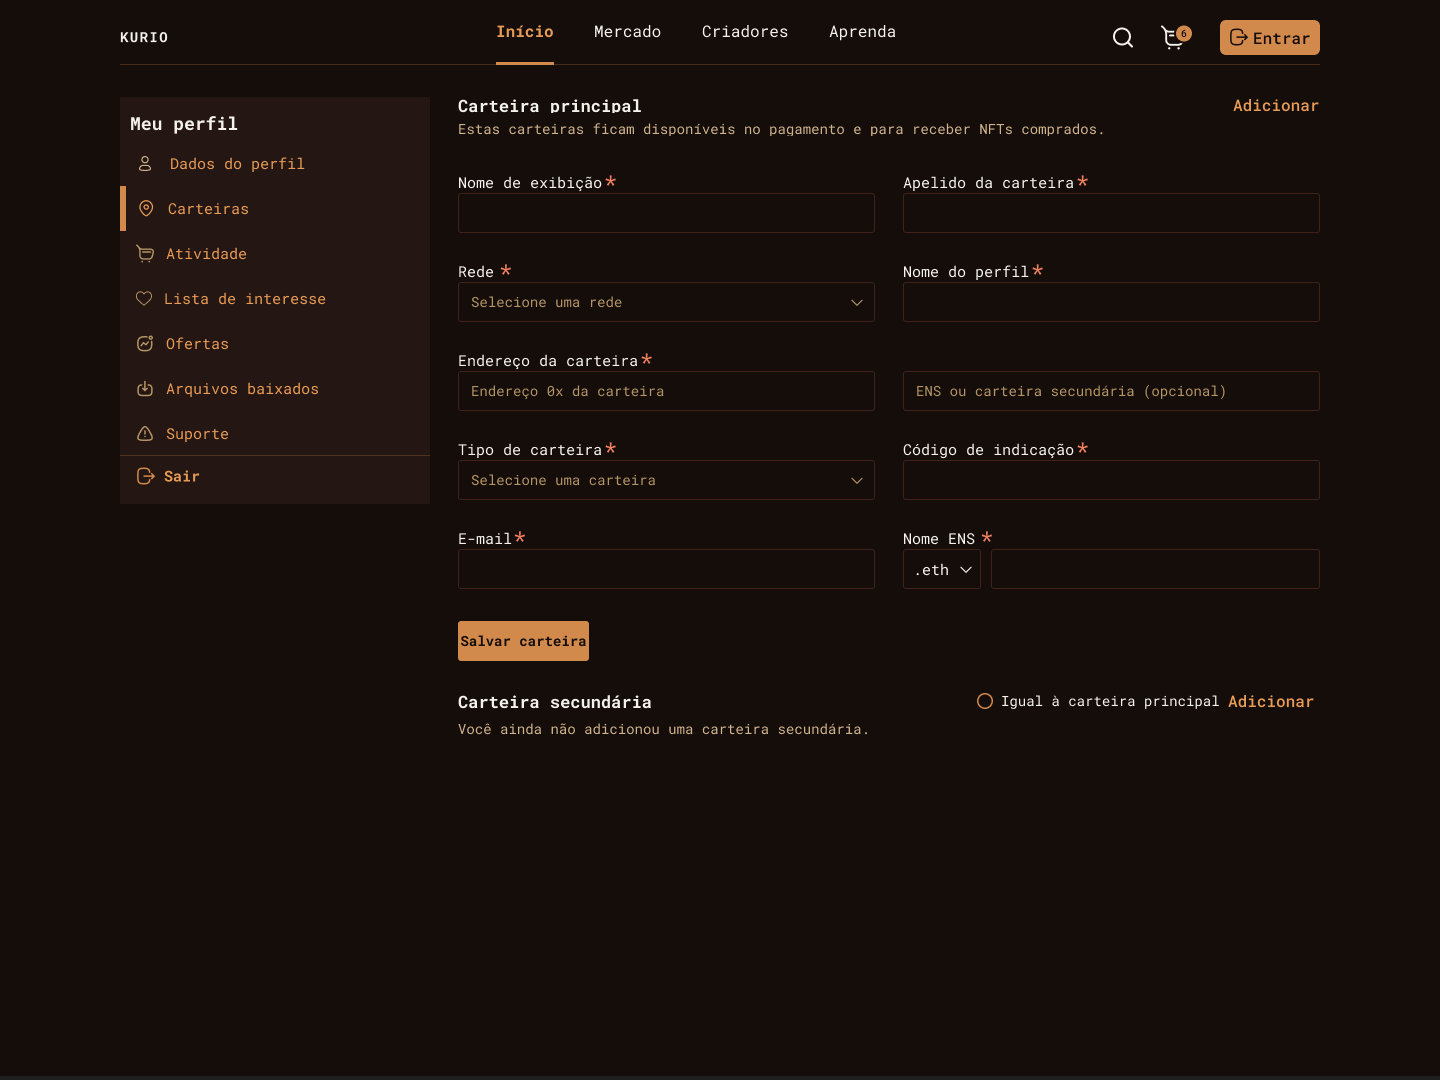 KURIO
Início
Mercado
Criadores
Aprenda
6
Entrar
Meu perfil
Dados do perfil
Carteiras
Atividade
Lista de interesse
Ofertas
Arquivos baixados
Suporte
Sair
Carteira principal
Adicionar
Estas carteiras ficam disponíveis no pagamento e para receber NFTs comprados.
Nome de exibição*
Apelido da carteira*
Rede *
Selecione uma rede
Nome do perfil*
Endereço da carteira*
Endereço 0x da carteira
ENS ou carteira secundária (opcional)
Tipo de carteira*
Selecione uma carteira
Código de indicação*
E-mail*
Nome ENS *
.eth
Salvar carteira
Carteira secundária
Igual à carteira principal
Adicionar
Você ainda não adicionou uma carteira secundária.